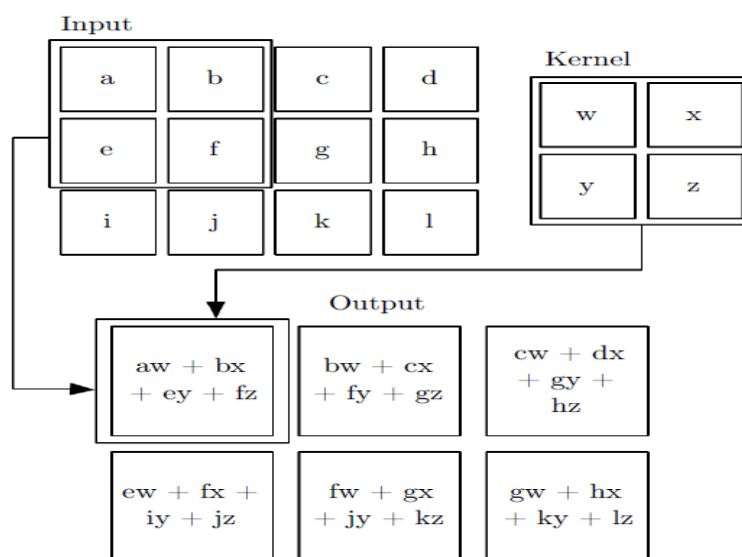 Input
a b c d
Kernel
w x
e f g h
y z
i j k l
Output
aw + bx
+ ey + fz
bw + cx
+ fy + gz
cw + dx
+ gy +
hz
ew + fx +
iy + jz
fw + gx
+ jy + kz
gw + hx
+ ky + lz